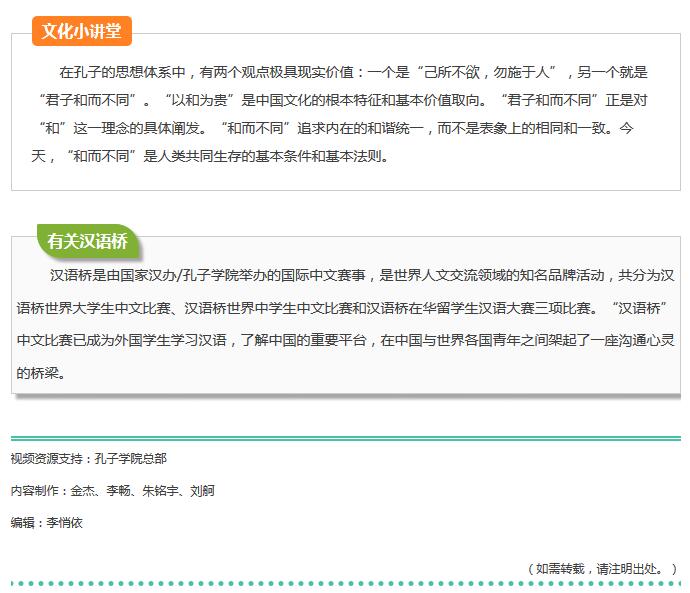 文化小讲堂
在孔子的思想体系中，有两个观点极具现实价值：一个是“己所不欲，勿施于人”，另一个就是
“君子和而不同”。“以和为贵”是中国文化的根本特征和基本价值取向。“君子和而不同”正是对
“和”这一理念的具体阐发。“和而不同”追求内在的和谐统一，而不是表象上的相同和一致。今
天，“和而不同”是人类共同生存的基本条件和基本法则。
有关汉语桥
汉语桥是由国家汉办/孔子学院举办的国际中文赛事，是世界人文交流领域的知名品牌活动，共分为汉
语桥世界大学生中文比赛、汉语桥世界中学生中文比赛和汉语桥在华留学生汉语大赛三项比赛。“汉语桥”
中文比赛已成为外国学生学习汉语，了解中国的重要平台，在中国与世界各国青年之间架起了一座沟通心灵
的桥梁。
视频资源支持：孔子学院总部
内容制作：金杰、李畅、朱铭宇、刘舸
编辑：李悄依
（如需转载，请注明出处。）